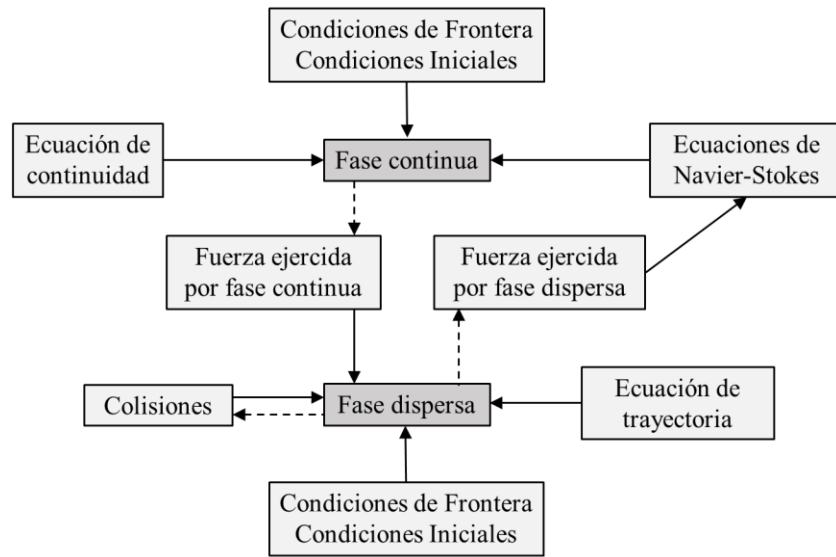 Condiciones de Frontera
Condiciones Iniciales
Ecuación de
continuidad
Fase continua
Ecuaciones de
Navier-Stokes
Fuerza ejercida
por fase continua
Fuerza ejercida
por fase dispersa
Colisiones
Fase dispersa
Ecuación de
trayectoria
Condiciones de Frontera
Condiciones Iniciales